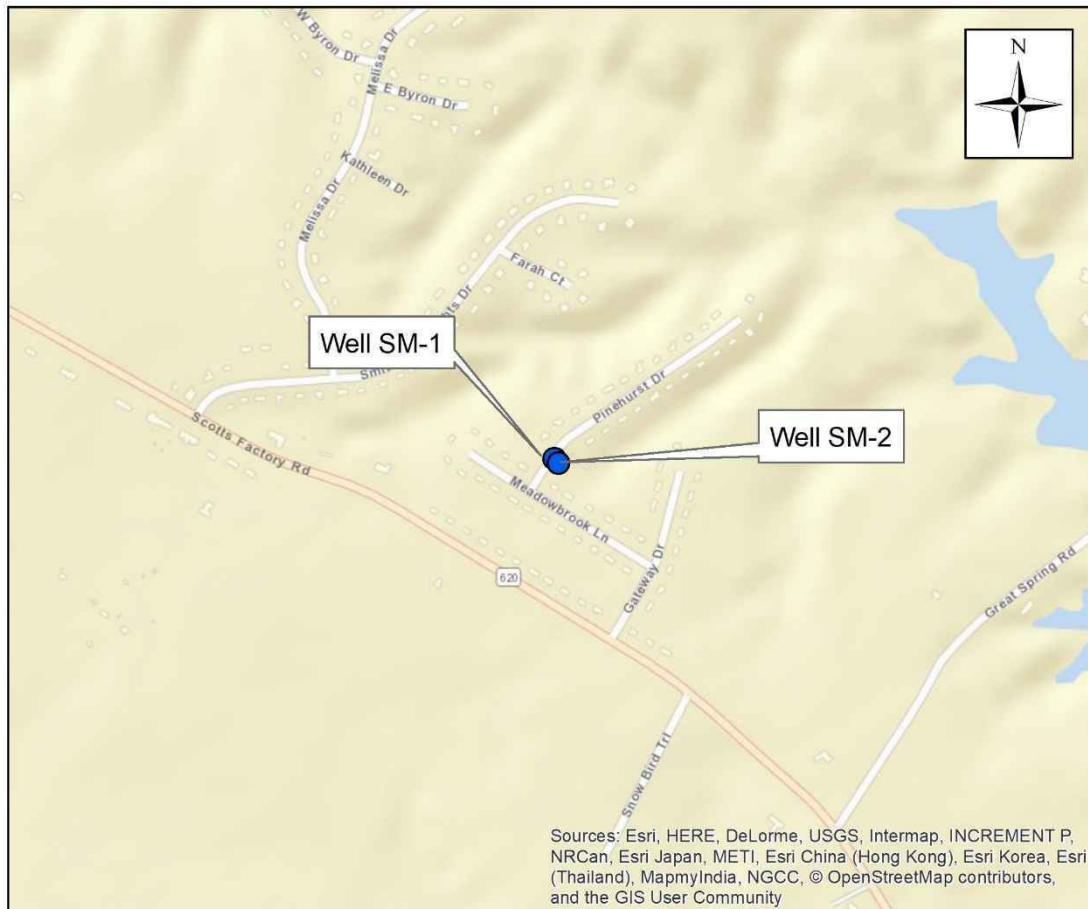 N
W Byron Dr
Melissa Dr
E Byron Dr
Kathleen Dr
Melissa Dr
Farah Ct
Well SM-1
Pinehurst Dr
Scotts Factory Rd
Well SM-2
Meadowbrook Ln
620
Gateway Dr
Great Spring Rd
Snow Bird Trl
Sources: Esri, HERE, DeLorme, USGS, Intermap, INCREMENT P,
NRCan, Esri Japan, METI, Esri China (Hong Kong), Esri Korea, Esri
(Thailand), MapmyIndia, NGCC, © OpenStreetMap contributors,
and the GIS User Community